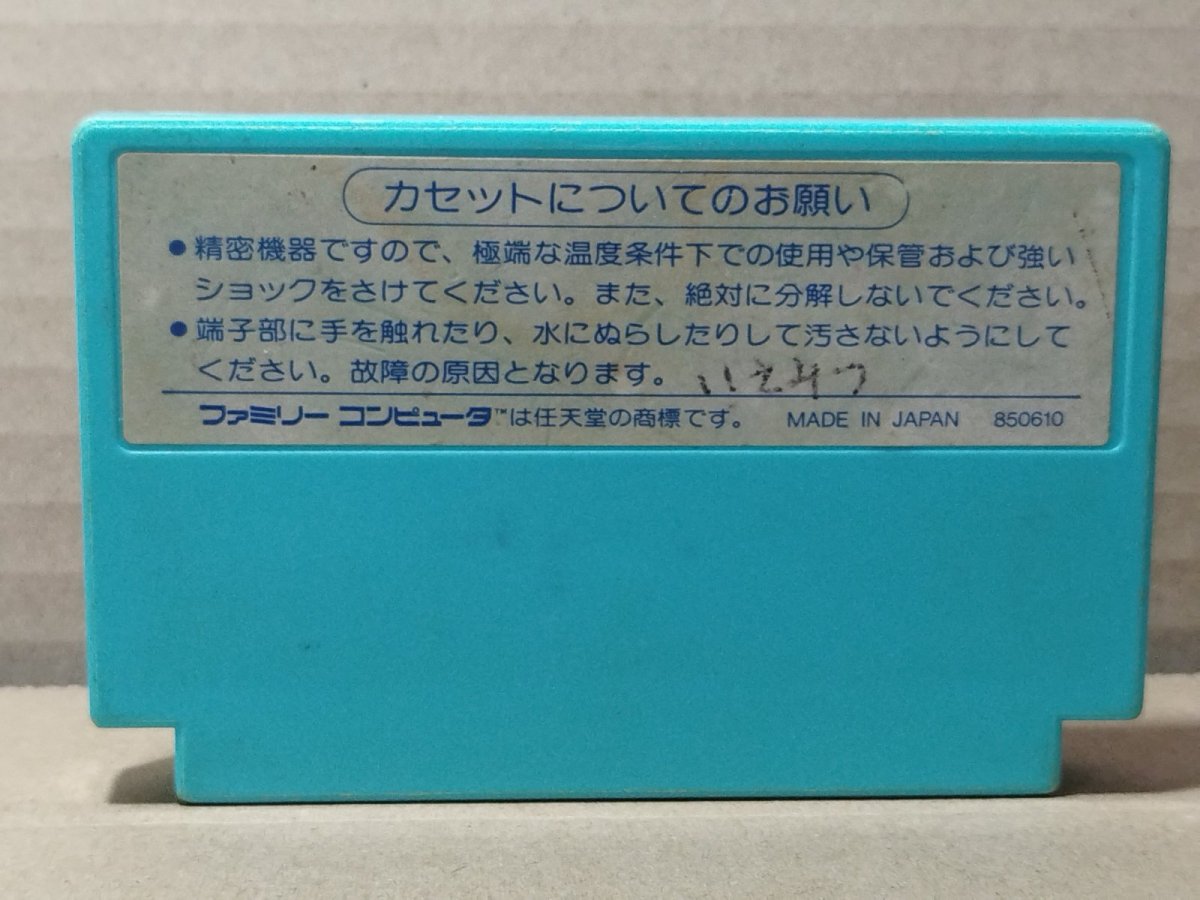 カセットについてのお願い
●精密機器ですので、極端な温度条件下での使用や保管および強い
ショックをさけてください。また、絶対に分解しないでください。
●端子部に手を触れたり、水にぬらしたりして汚さないようにして
ください。故障の原因となります。
ファミリー コンピュータ™は任天堂の商標です。 MADE IN JAPAN 850610